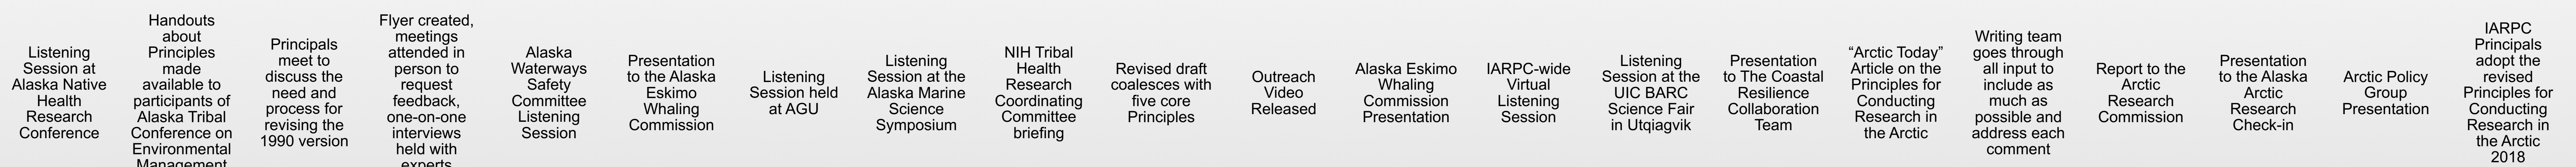 Listening
Session at
Alaska Native
Health
Research
Conference
Handouts
about
Principles
made
available to
participants of
Alaska Tribal
Conference on
Environmental
Management
Principals
meet to
discuss the
need and
process for
revising the
1990 version
Flyer created,
meetings
attended in
person to
request
feedback,
one-on-one
interviews
held with
experts
Alaska
Waterways
Safety
Committee
Listening
Session
Presentation
to the Alaska
Eskimo
Whaling
Commission
Listening
Session held
at AGU
Listening
Session at the
Alaska Marine
Science
Symposium
NIH Tribal
Health
Research
Coordinating
Committee
briefing
Revised draft
coalesces with
five core
Principles
Outreach
Video
Released
Alaska Eskimo
Whaling
Commission
Presentation
IARPC-wide
Virtual
Listening
Session
Listening
Session at the
UIC BARC
Science Fair
in Utqiagvik
Presentation
to The Coastal
Resilience
Collaboration
Team
“Arctic Today”
Article on the
Principles for
Conducting
Research in
the Arctic
Writing team
goes through
all input to
include as
much as
possible and
address each
comment
Report to the
Arctic
Research
Commission
Presentation
to the Alaska
Arctic
Research
Check-in
Arctic Policy
Group
Presentation
IARPC
Principals
adopt the
revised
Principles for
Conducting
Research in
the Arctic
2018